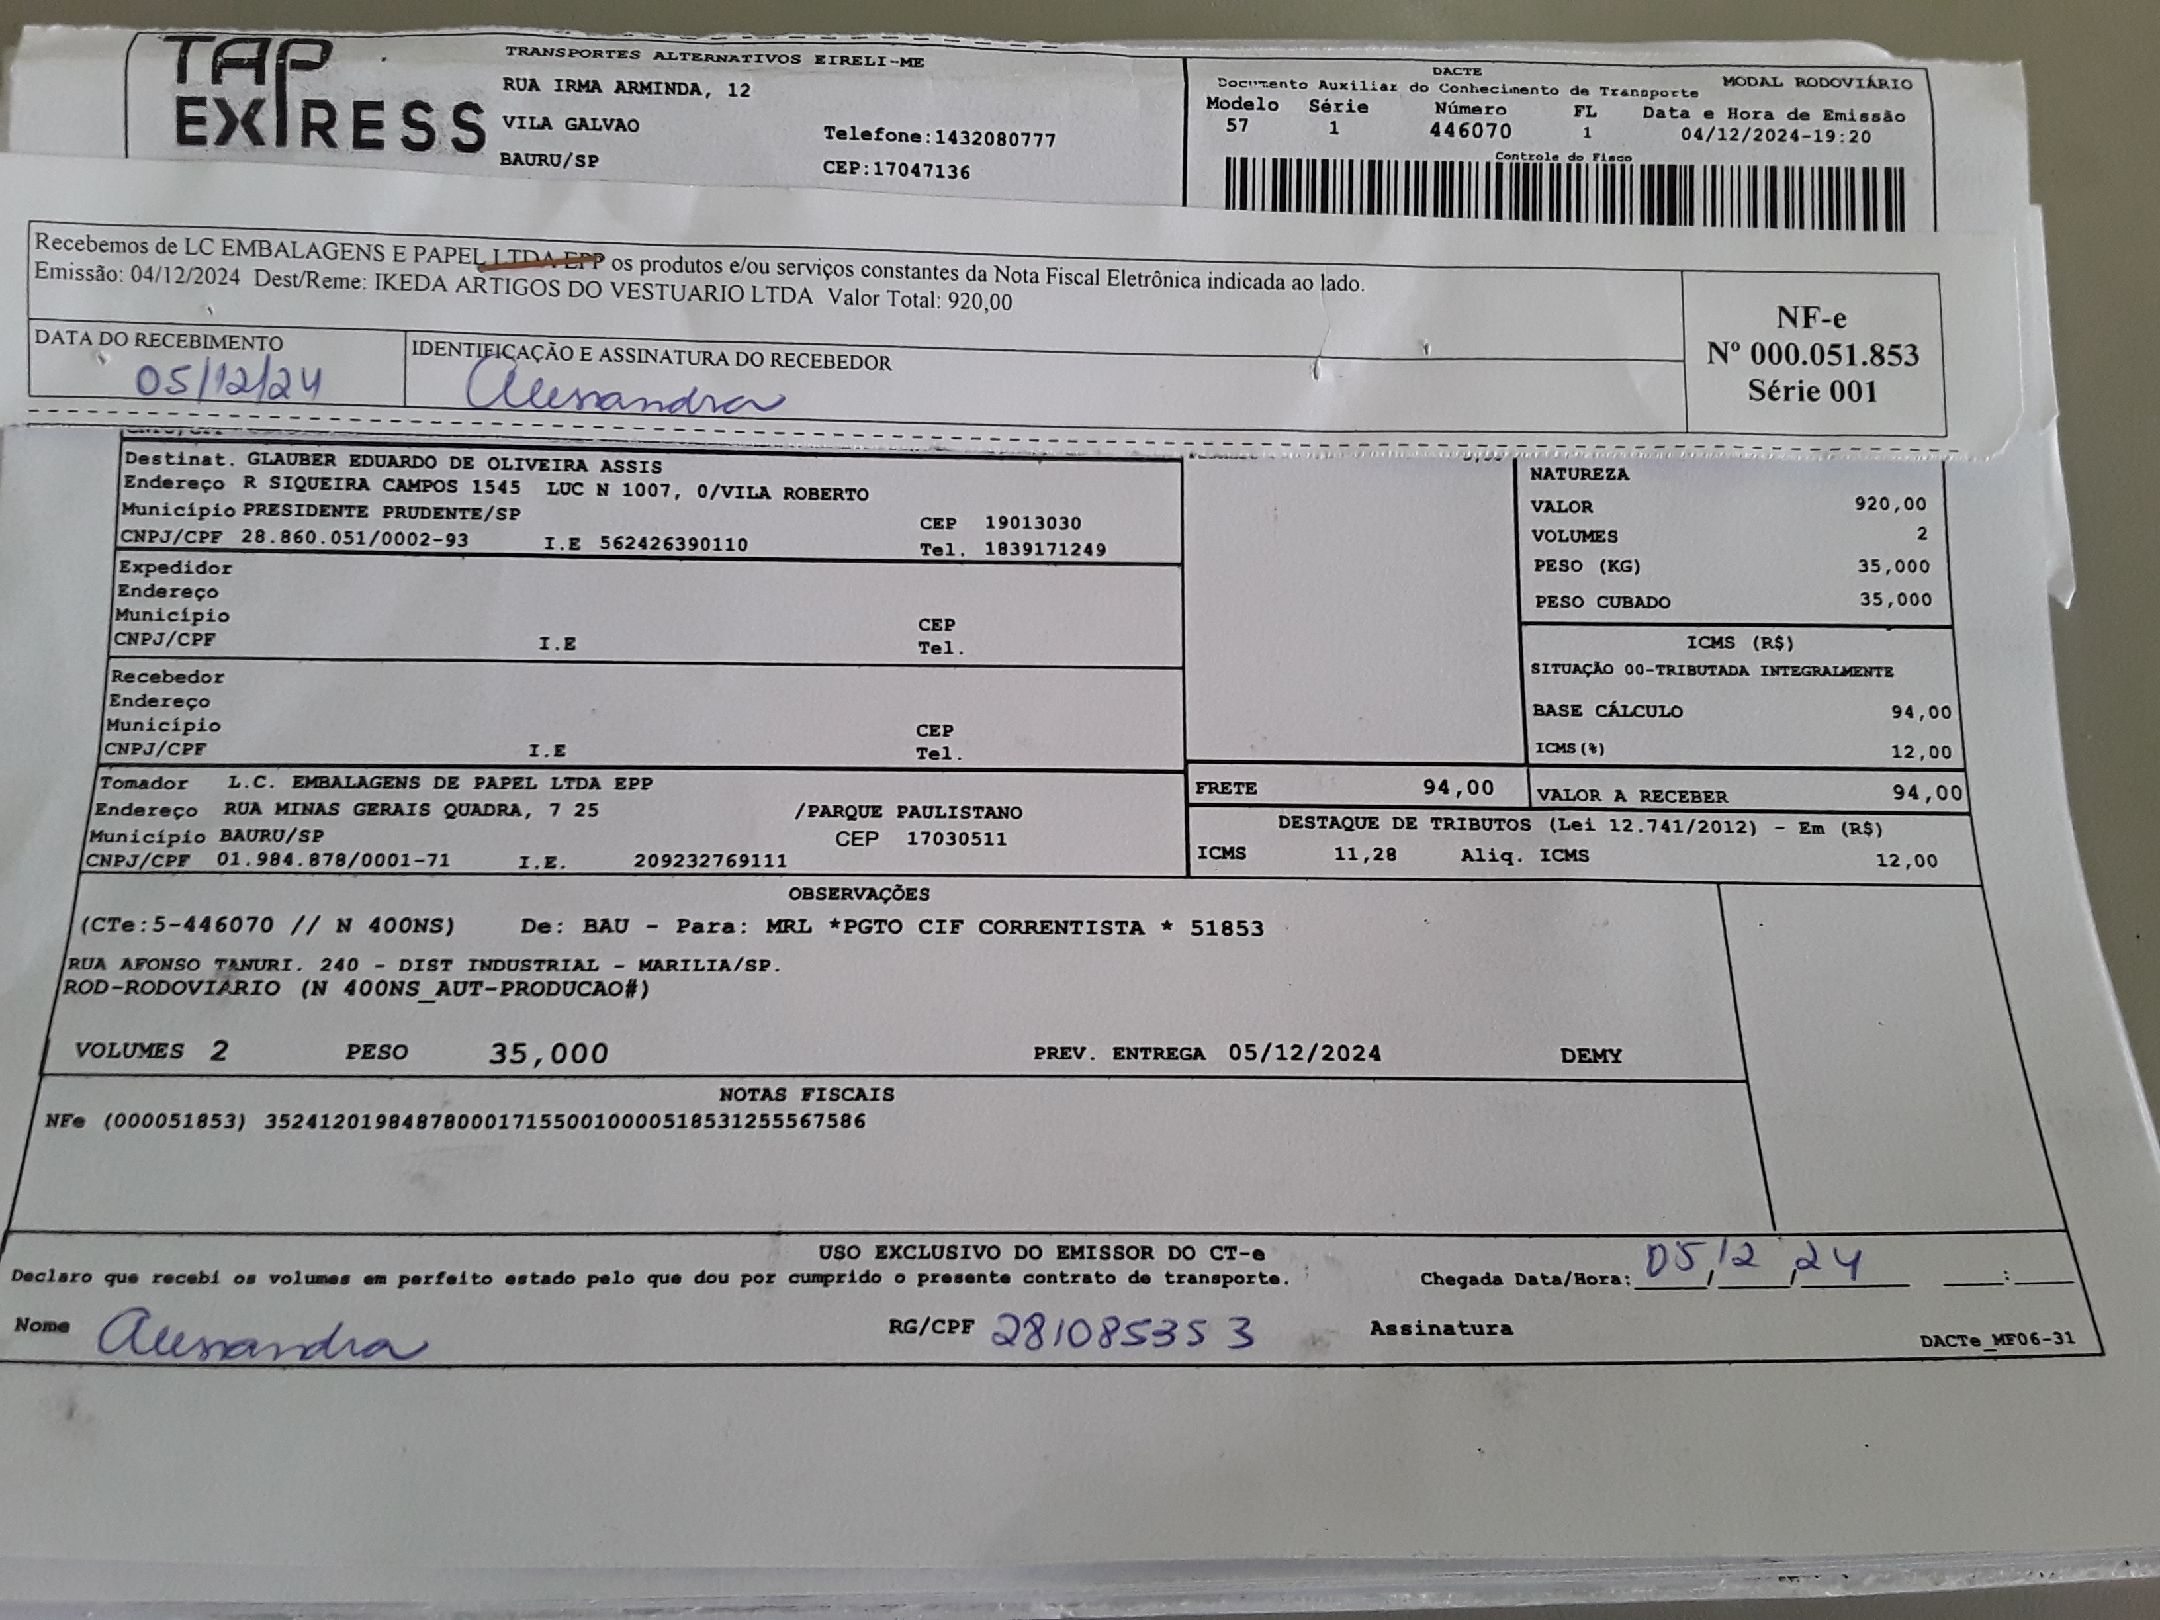 TAP EXPRESS
TRANSPORTES ALTERNATIVOS EIRELI-ME
RUA IRMA ARMINDA, 12
VILA GALVAO Telefone:1432080777
BAURU/SP CEP:17047136
DACTE
Documento Auxiliar do Conhecimento de Transporte MODAL RODOVIÁRIO
Modelo Série Número FL Data e Hora de Emissão
57 1 446070 1 04/12/2024-19:20
Controle do Fisco
Recebemos de LC EMBALAGENS E PAPEL LTDA EPP os produtos e/ou serviços constantes da Nota Fiscal Eletrônica indicada ao lado.
Emissão: 04/12/2024 Dest/Reme: IKEDA ARTIGOS DO VESTUARIO LTDA Valor Total: 920,00
DATA DO RECEBIMENTO IDENTIFICAÇÃO E ASSINATURA DO RECEBEDOR
05/12/24 Alessandra
NF-e
Nº 000.051.853
Série 001
Destinat. GLAUBER EDUARDO DE OLIVEIRA ASSIS
Endereço R SIQUEIRA CAMPOS 1545 LUC N 1007, 0/VILA ROBERTO
Município PRESIDENTE PRUDENTE/SP CEP 19013030
CNPJ/CPF 28.860.051/0002-93 I.E 562426390110 Tel. 1839171249
Expedidor
Endereço
Município CEP
CNPJ/CPF I.E Tel.
Recebedor
Endereço
Município CEP
CNPJ/CPF I.E Tel.
Tomador L.C. EMBALAGENS DE PAPEL LTDA EPP
Endereço RUA MINAS GERAIS QUADRA, 7 25 /PARQUE PAULISTANO
Município BAURU/SP CEP 17030511
CNPJ/CPF 01.984.878/0001-71 I.E. 209232769111
NATUREZA
VALOR 920,00
VOLUMES 2
PESO (KG) 35,000
PESO CUBADO 35,000
ICMS (R$)
SITUAÇÃO 00-TRIBUTADA INTEGRALMENTE
BASE CÁLCULO 94,00
ICMS(%) 12,00
FRETE 94,00 VALOR A RECEBER 94,00
DESTAQUE DE TRIBUTOS (Lei 12.741/2012) - Em (R$)
ICMS 11,28 Aliq. ICMS 12,00
OBSERVAÇÕES
(CTe:5-446070 // N 400NS) De: BAU - Para: MRL *PGTO CIF CORRENTISTA * 51853
RUA AFONSO TANURI. 240 - DIST INDUSTRIAL - MARILIA/SP.
ROD-RODOVIÁRIO (N 400NS_AUT-PRODUCAO#)
VOLUMES 2 PESO 35,000 PREV. ENTREGA 05/12/2024 DEMY
NOTAS FISCAIS
NFe (000051853) 35241201984878000171550010000518531255567586
USO EXCLUSIVO DO EMISSOR DO CT-e
Declaro que recebi os volumes em perfeito estado pelo que dou por cumprido o presente contrato de transporte. Chegada Data/Hora: 05/12/24 __:__
Nome Alessandra RG/CPF 281085353 Assinatura
DACTe_MF06-31